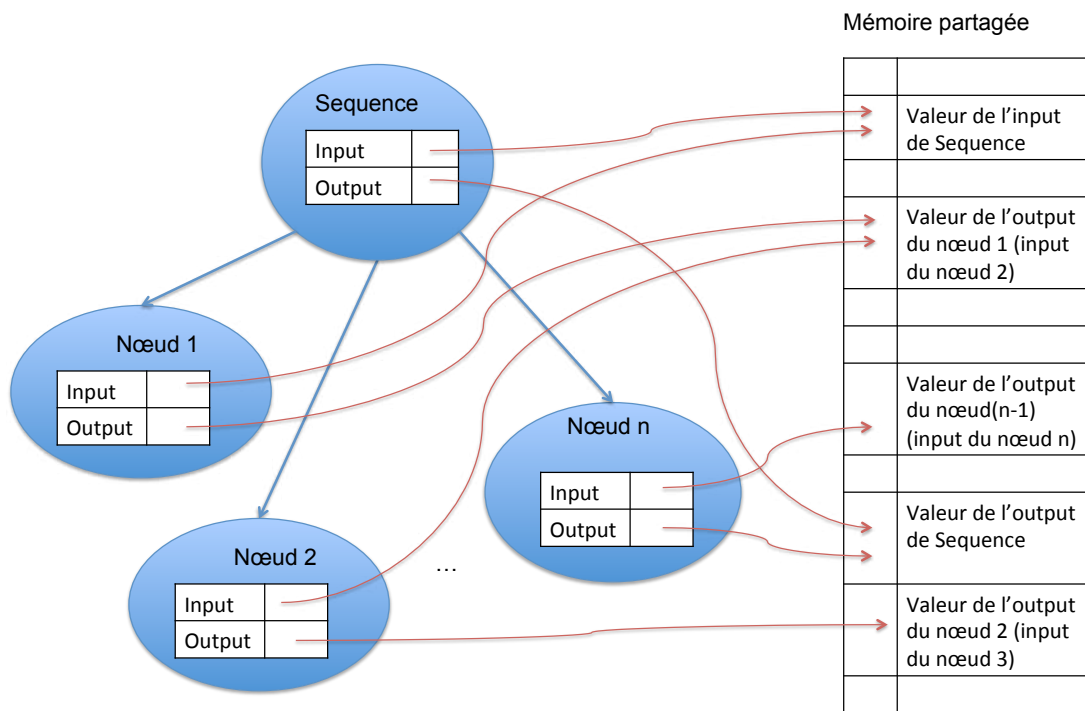 Mémoire partagée
Sequence
Input
Output
Nœud 1
Input
Output
Nœud 2
Input
Output
...
Nœud n
Input
Output
Valeur de l’input
de Sequence
Valeur de l’output
du nœud 1 (input
du nœud 2)
Valeur de l’output
du nœud(n-1)
(input du nœud n)
Valeur de l’output
de Sequence
Valeur de l’output
du nœud 2 (input
du nœud 3)